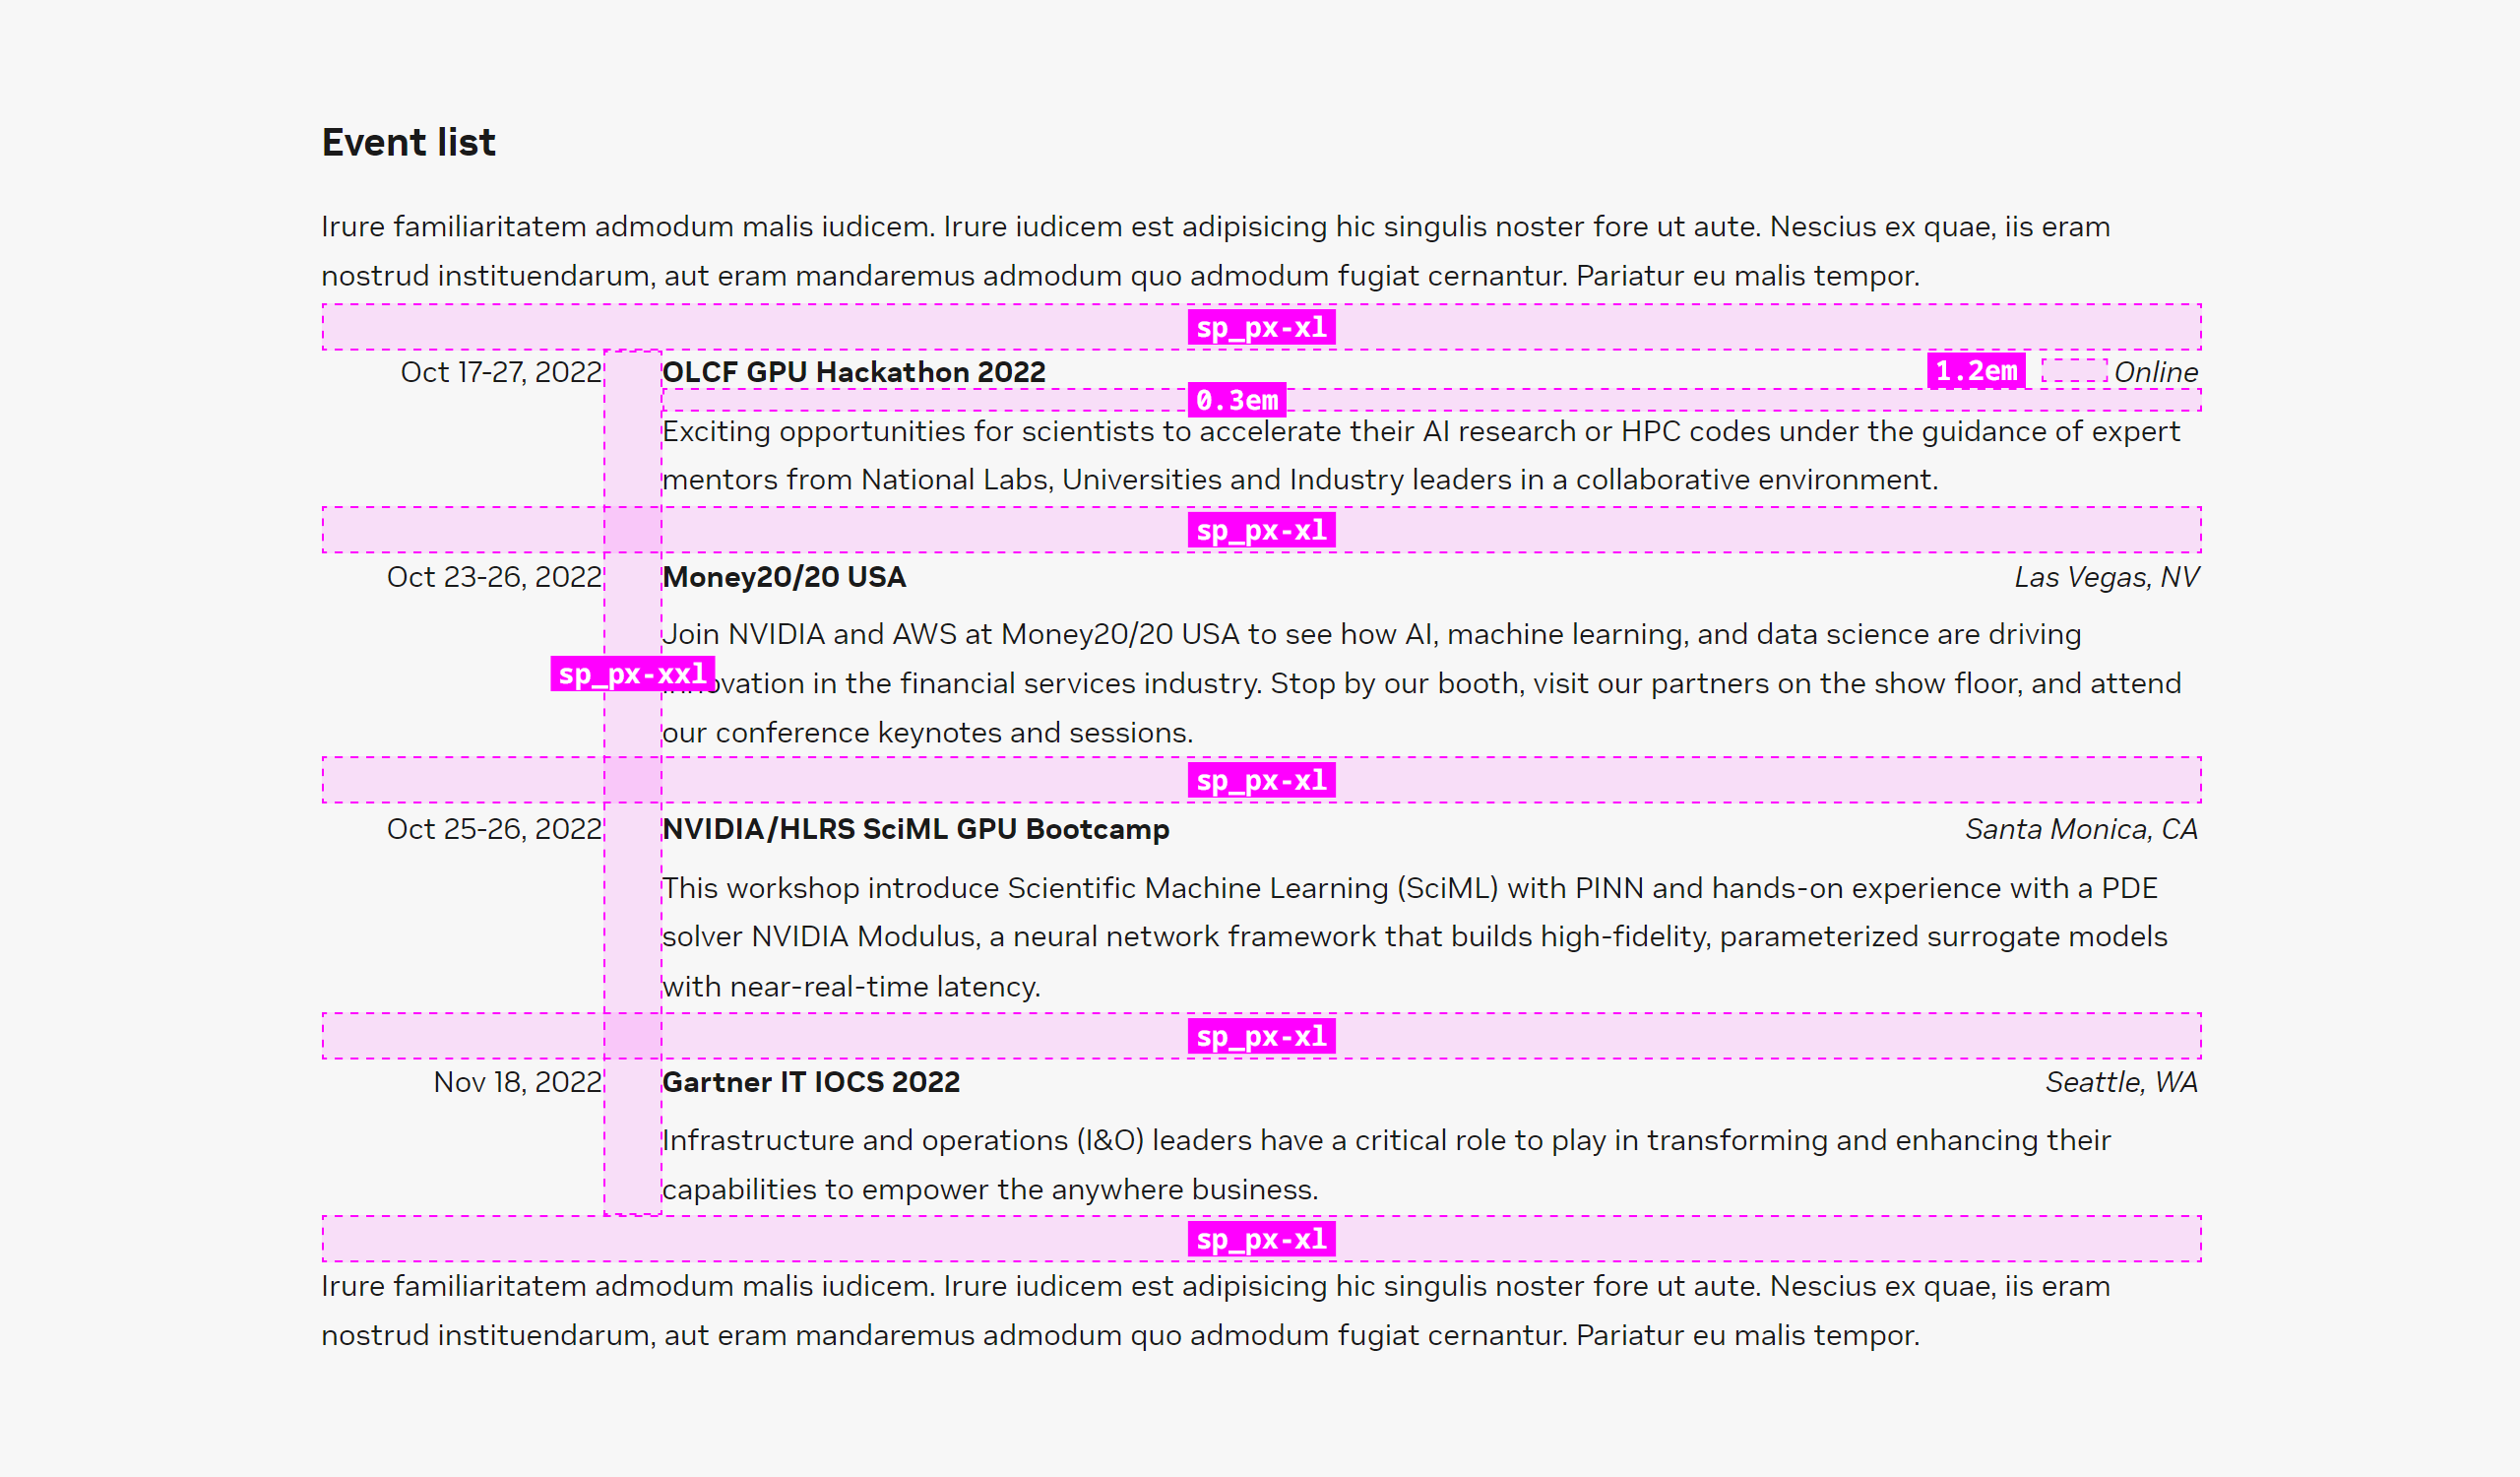 Event list
Irure familiaritatem admodum malis iudicem. Irure iudicem est adipisicing hic singulis noster fore ut aute. Nescius ex quae, iis eram
nostrud instituendarum, aut eram mandaremus admodum quo admodum fugiat cernantur. Pariatur eu malis tempor.
sp_px-xl
Oct 17-27, 2022 OLCF GPU Hackathon 2022 1.2em Online
0.3em
Exciting opportunities for scientists to accelerate their AI research or HPC codes under the guidance of expert
mentors from National Labs, Universities and Industry leaders in a collaborative environment.
sp_px-xl
Oct 23-26, 2022 Money20/20 USA Las Vegas, NV
Join NVIDIA and AWS at Money20/20 USA to see how AI, machine learning, and data science are driving
sp_px-xxl innovation in the financial services industry. Stop by our booth, visit our partners on the show floor, and attend
our conference keynotes and sessions.
sp_px-xl
Oct 25-26, 2022 NVIDIA/HLRS SciML GPU Bootcamp Santa Monica, CA
This workshop introduce Scientific Machine Learning (SciML) with PINN and hands-on experience with a PDE
solver NVIDIA Modulus, a neural network framework that builds high-fidelity, parameterized surrogate models
with near-real-time latency.
sp_px-xl
Nov 18, 2022 Gartner IT IOCS 2022 Seattle, WA
Infrastructure and operations (I&O) leaders have a critical role to play in transforming and enhancing their
capabilities to empower the anywhere business.
sp_px-xl
Irure familiaritatem admodum malis iudicem. Irure iudicem est adipisicing hic singulis noster fore ut aute. Nescius ex quae, iis eram
nostrud instituendarum, aut eram mandaremus admodum quo admodum fugiat cernantur. Pariatur eu malis tempor.